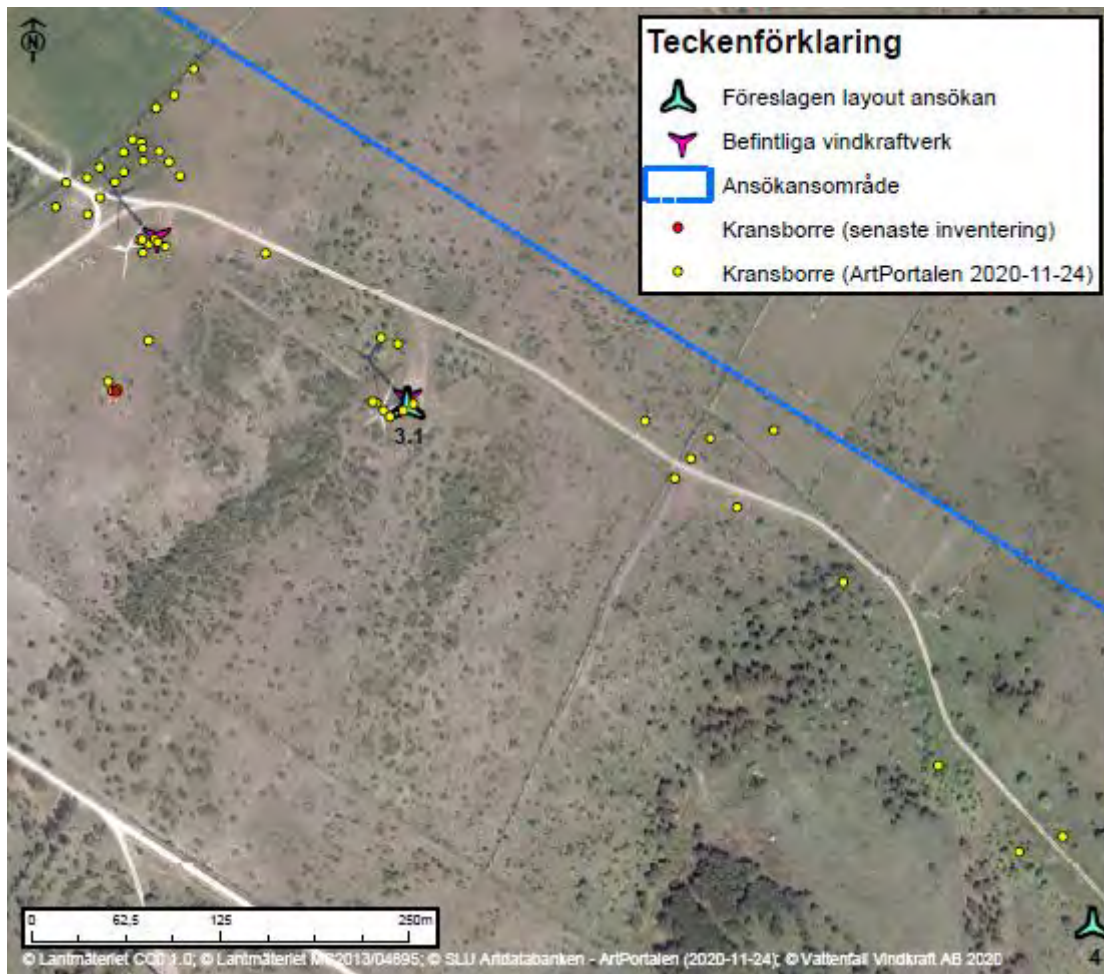 N
Teckenförklaring
Föreslagen layout ansökan
Befintliga vindkraftverk
Ansökansområde
Kransborre (senaste inventering)
Kransborre (ArtPortalen 2020-11-24)
3.1
0 62,5 125 250m
4
© Lantmäteriet CC0 1.0; © Lantmäteriet MS2013/04895; © SLU Artdatabanken - ArtPortalen (2020-11-24); © Vattenfall Vindkraft AB 2020